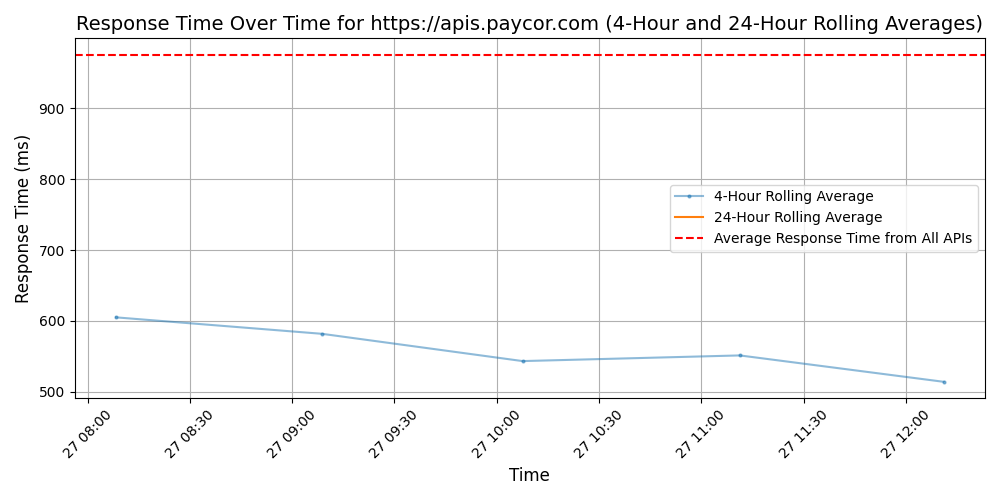 Response Time Over Time for https://apis.paycor.com (4-Hour and 24-Hour Rolling Averages)
Response Time (ms)
900
800
700
600
500
4-Hour Rolling Average
24-Hour Rolling Average
Average Response Time from All APIs
27 08:00
27 08:30
27 09:00
27 09:30
27 10:00
27 10:30
27 11:00
27 11:30
27 12:00
Time